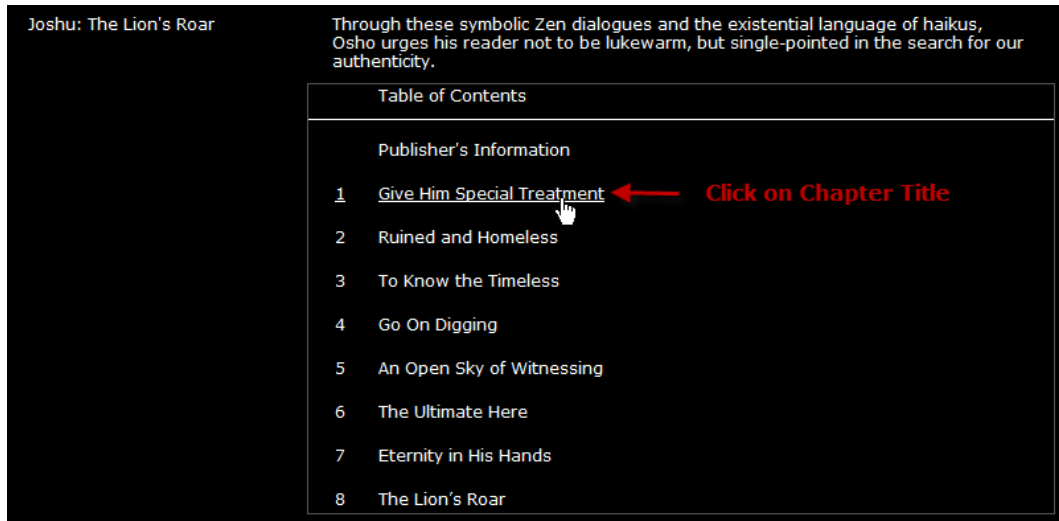 Joshu: The Lion's Roar
Through these symbolic Zen dialogues and the existential language of haikus,
Osho urges his reader not to be lukewarm, but single-pointed in the search for our
authenticity.
Table of Contents
Publisher's Information
1 Give Him Special Treatment Click on Chapter Title
2 Ruined and Homeless
3 To Know the Timeless
4 Go On Digging
5 An Open Sky of Witnessing
6 The Ultimate Here
7 Eternity in His Hands
8 The Lion’s Roar